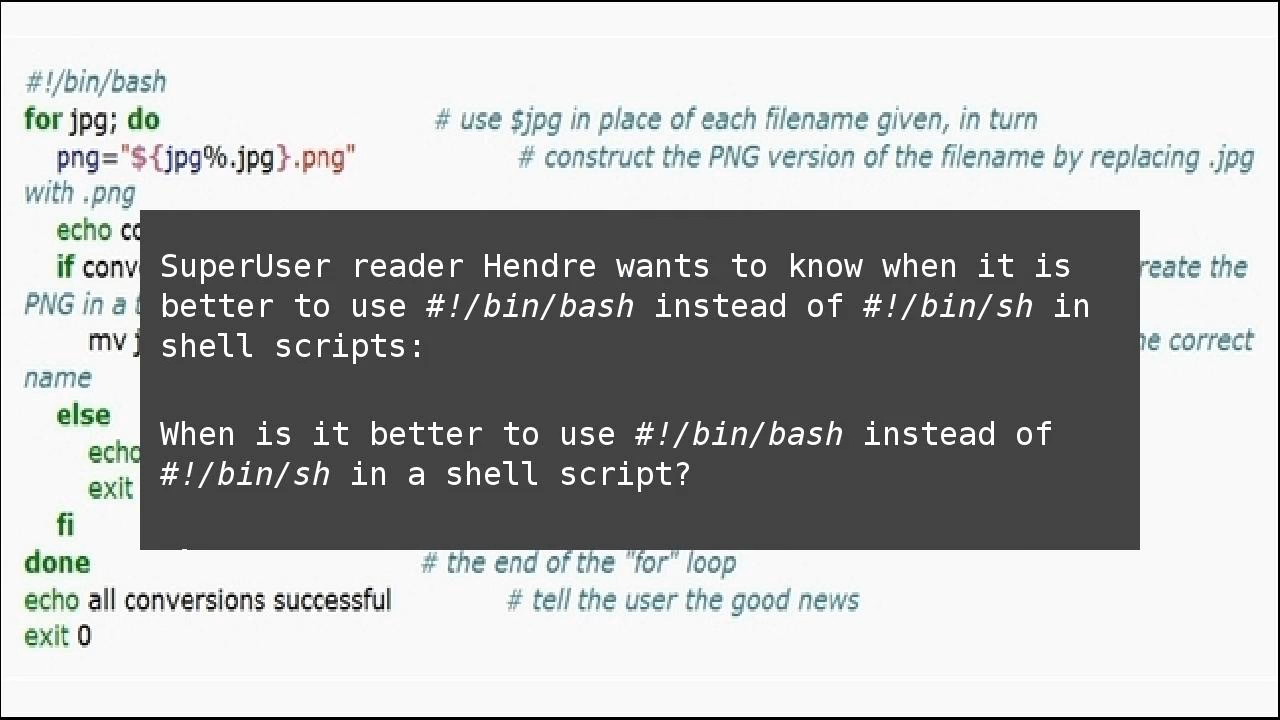 #!/bin/bash
for jpg; do # use $jpg in place of each filename given, in turn
png="${jpg%.jpg}.png" # construct the PNG version of the filename by replacing .jpg
with .png
echo
if
SuperUser reader Hendre wants to know when it is
better to use #!/bin/bash instead of #!/bin/sh in
shell scripts:
When is it better to use #!/bin/bash instead of
#!/bin/sh in a shell script?
the
PNG in a
mv
correct
name
else
echo
exit
fi
done # the end of the "for" loop
echo all conversions successful # tell the user the good news
exit 0